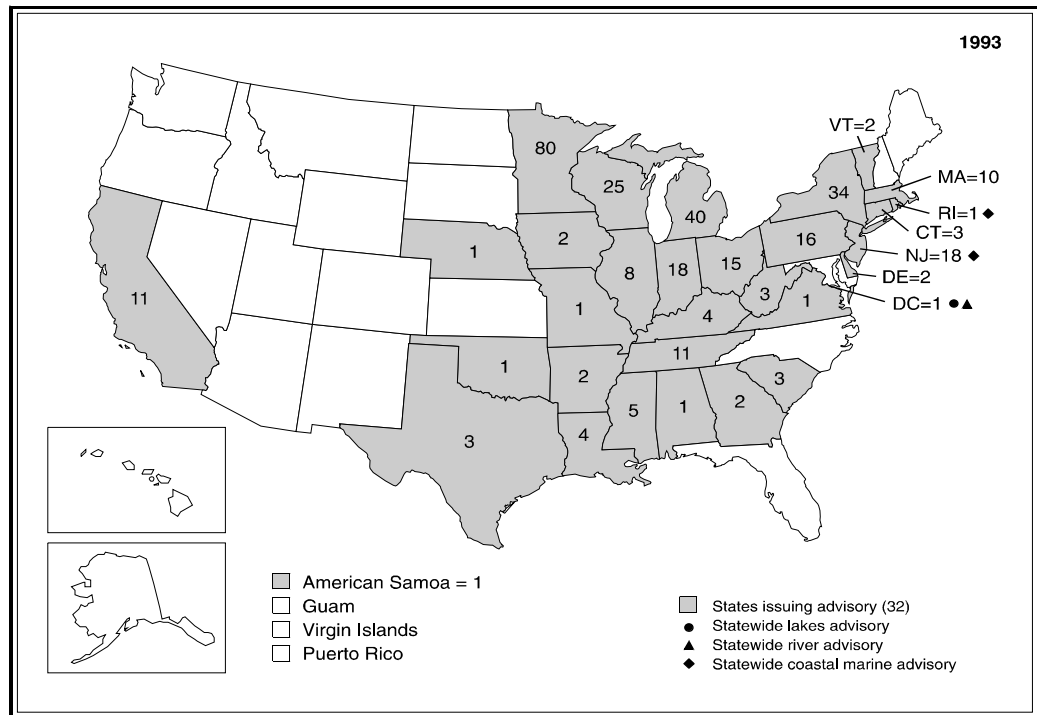 1993
80
VT=2
25
34
MA=10
40
RI=1 ◆
CT=3
1
2
16
NJ=18 ◆
8
18
15
DE=2
11
3
1
DC=1 ●▲
1
4
11
1
2
3
5
1
2
3
4
American Samoa = 1
Guam
Virgin Islands
Puerto Rico
States issuing advisory (32)
● Statewide lakes advisory
▲ Statewide river advisory
◆ Statewide coastal marine advisory